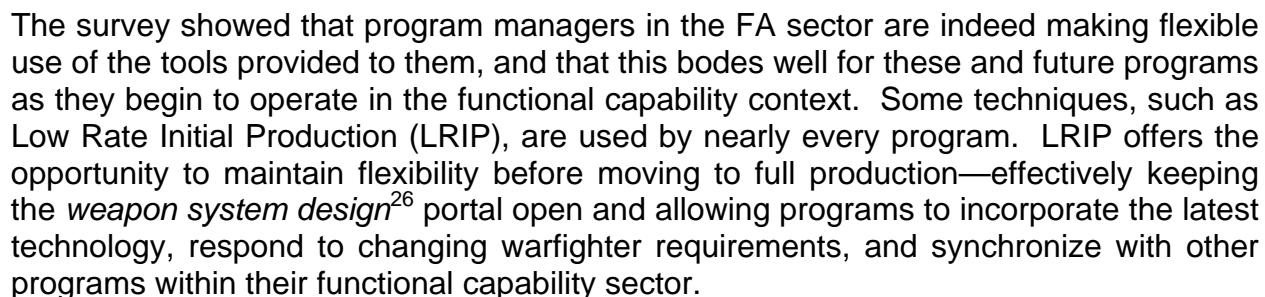 The survey showed that program managers in the FA sector are indeed making flexible
use of the tools provided to them, and that this bodes well for these and future programs
as they begin to operate in the functional capability context.  Some techniques, such as
Low Rate Initial Production (LRIP), are used by nearly every program.  LRIP offers the
opportunity to maintain flexibility before moving to full production—effectively keeping
the weapon system design26 portal open and allowing programs to incorporate the latest
technology, respond to changing warfighter requirements, and synchronize with other
programs within their functional capability sector.